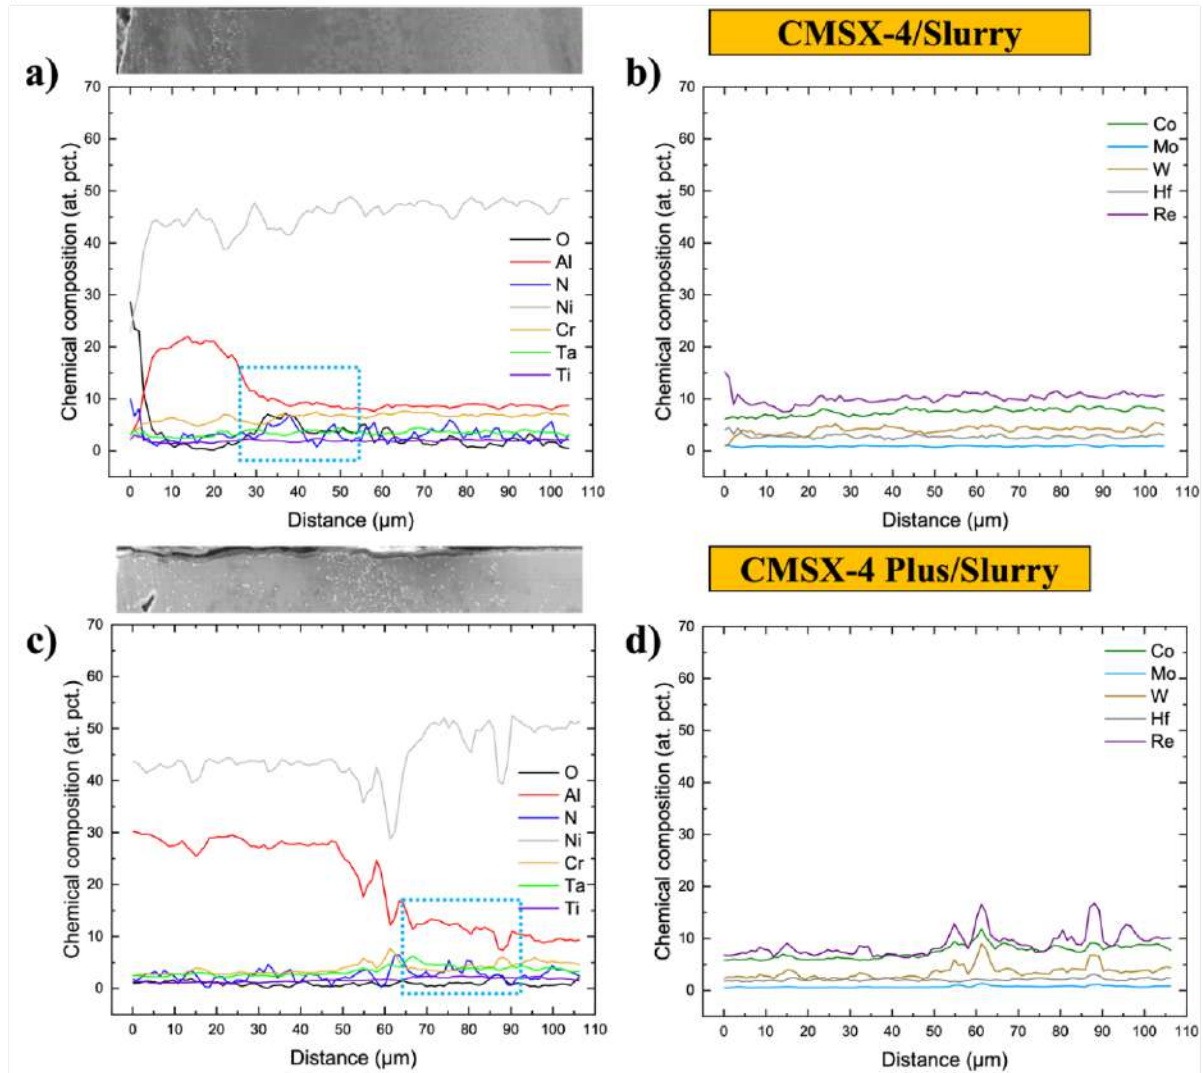 CMSX-4/Slurry
a)
b)
70
60
50
40
30
20
10
0
Chemical composition (at. pct.)
O
Al
N
Ni
Cr
Ta
Ti
0 10 20 30 40 50 60 70 80 90 100 110
Distance (μm)
70
60
50
40
30
20
10
0
Chemical composition (at. pct.)
Co
Mo
W
Hf
Re
0 10 20 30 40 50 60 70 80 90 100 110
Distance (μm)
CMSX-4 Plus/Slurry
c)
d)
70
60
50
40
30
20
10
0
Chemical composition (at. pct.)
O
Al
N
Ni
Cr
Ta
Ti
0 10 20 30 40 50 60 70 80 90 100 110
Distance (μm)
70
60
50
40
30
20
10
0
Chemical composition (at. pct.)
Co
Mo
W
Hf
Re
0 10 20 30 40 50 60 70 80 90 100 110
Distance (μm)